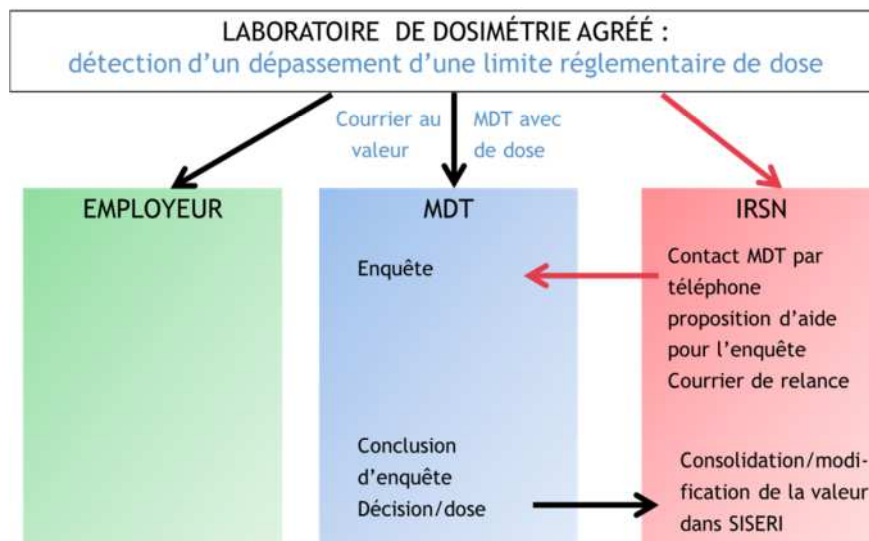 LABORATOIRE DE DOSIMÉTRIE AGRÉÉ :
détection d'un dépassement d'une limite réglementaire de dose
Courrier au MDT avec
valeur de dose
EMPLOYEUR
MDT
IRSN
Enquête
Contact MDT par
téléphone
proposition d'aide
pour l'enquête
Courrier de relance
Conclusion
d'enquête
Décision/dose
Consolidation/modi-
fication de la valeur
dans SISERI